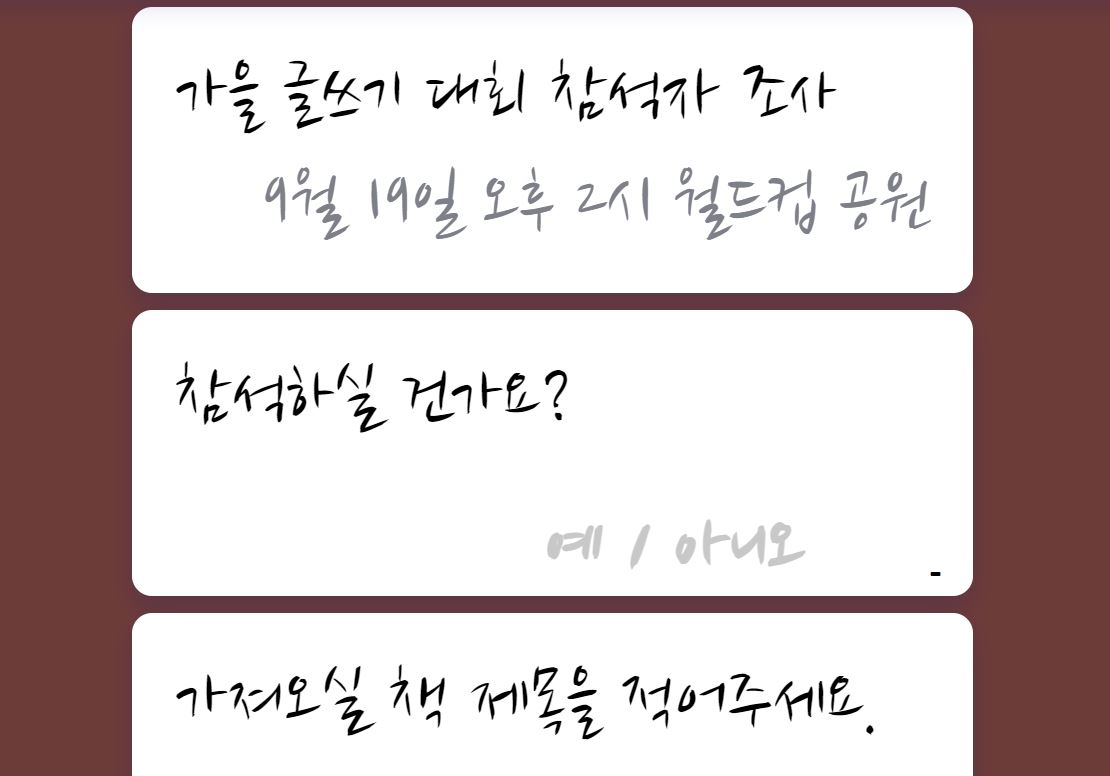 가을 글쓰기 대회 참석자 조사
9월 19일 오후 2시 월드컵 공원
참석하실 건가요?
예 / 아니오
-
가져오실 책 제목을 적어주세요.